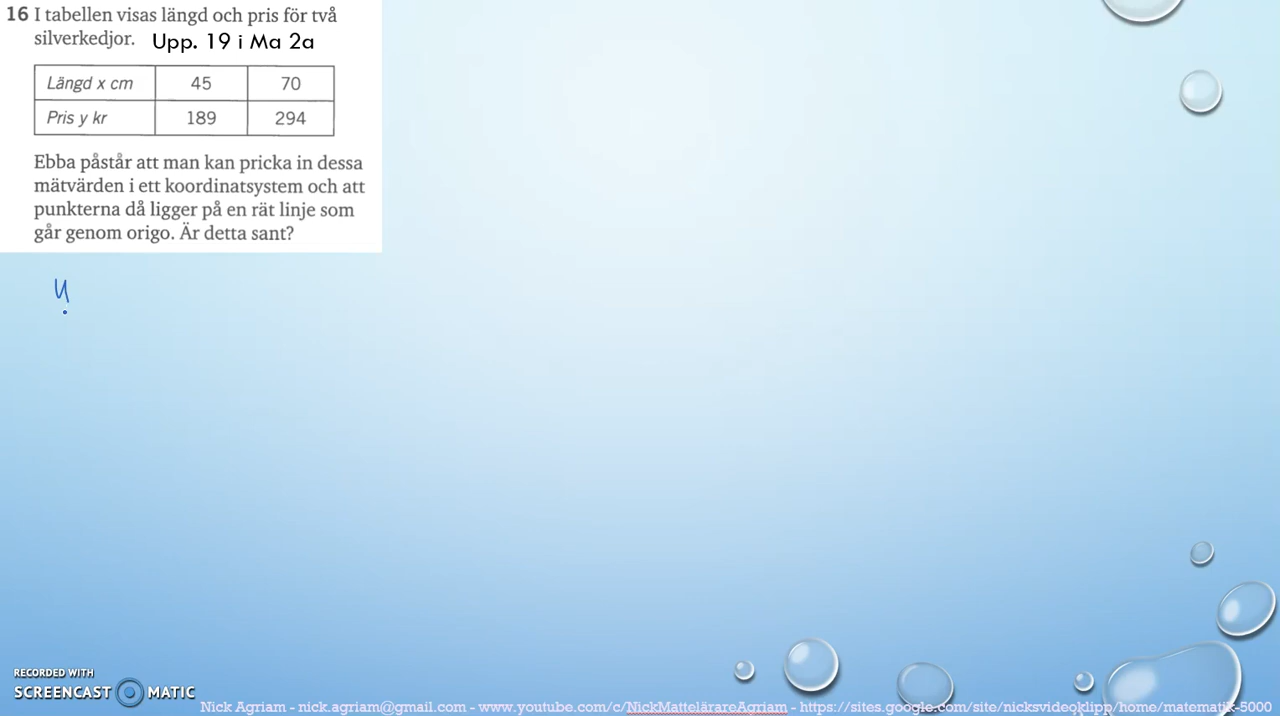 16 I tabellen visas längd och pris för två
silverkedjor. Upp. 19 i Ma 2a
Längd x cm 45 70
Pris y kr 189 294
Ebba påstår att man kan pricka in dessa
mätvärden i ett koordinatsystem och att
punkterna då ligger på en rät linje som
går genom origo. Är detta sant?
y
RECORDED WITH
SCREENCAST MATIC
Nick Agriam - nick.agriam@gmail.com - www.youtube.com/c/NickMattelärareAgriam - https://sites.google.com/site/nicksvideoklipp/home/matematik-5000